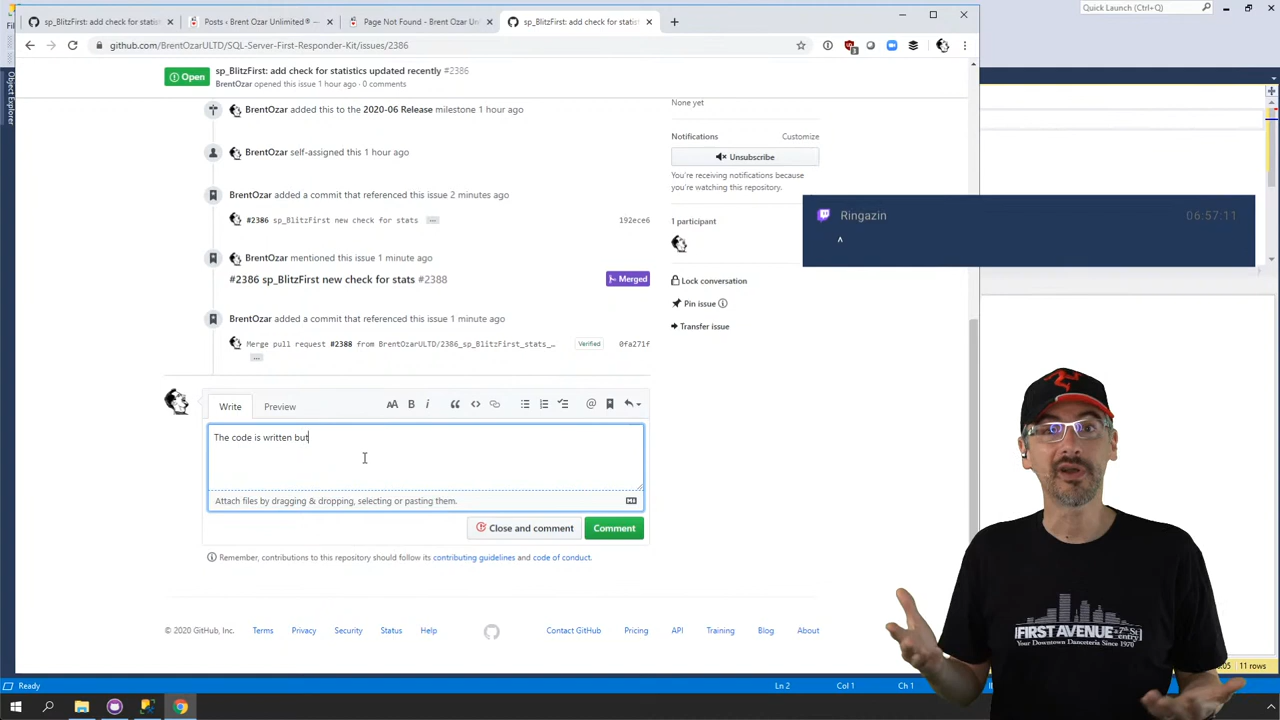 sp_BlitzFirst: add check for statist
Posts ‹ Brent Ozar Unlimited® —
Page Not Found - Brent Ozar Un
sp_BlitzFirst: add check for statist
Quick Launch (Ctrl+Q)
Fi
github.com/BrentOzarULTD/SQL-Server-First-Responder-Kit/issues/2386
Object Explorer
Open
sp_BlitzFirst: add check for statistics updated recently #2386
BrentOzar opened this issue 1 hour ago · 0 comments
BrentOzar added this to the 2020-06 Release milestone 1 hour ago
BrentOzar self-assigned this 1 hour ago
BrentOzar added a commit that referenced this issue 2 minutes ago
#2386 sp_BlitzFirst new check for stats
192ece6
BrentOzar mentioned this issue 1 minute ago
#2386 sp_BlitzFirst new check for stats #2388
Merged
BrentOzar added a commit that referenced this issue 1 minute ago
Merge pull request #2388 from BrentOzarULTD/2386_sp_BlitzFirst_stats_…
Verified
0fa271f
None yet
Notifications
Customize
Unsubscribe
You're receiving notifications because
you're watching this repository.
1 participant
Lock conversation
Pin issue
Transfer issue
Ringazin
06:57:11
^
Write
Preview
The code is written but
Attach files by dragging & dropping, selecting or pasting them.
Close and comment
Comment
Remember, contributions to this repository should follow its contributing guidelines and code of conduct.
© 2020 GitHub, Inc.
Terms
Privacy
Security
Status
Help
Contact GitHub
Pricing
API
Training
Blog
About
FIRST AVENUE
& 7th St
entry
Your Downtown Danceteria Since 1970
:05
11 rows
Ready
Ln 2
Col 1
Ch 1